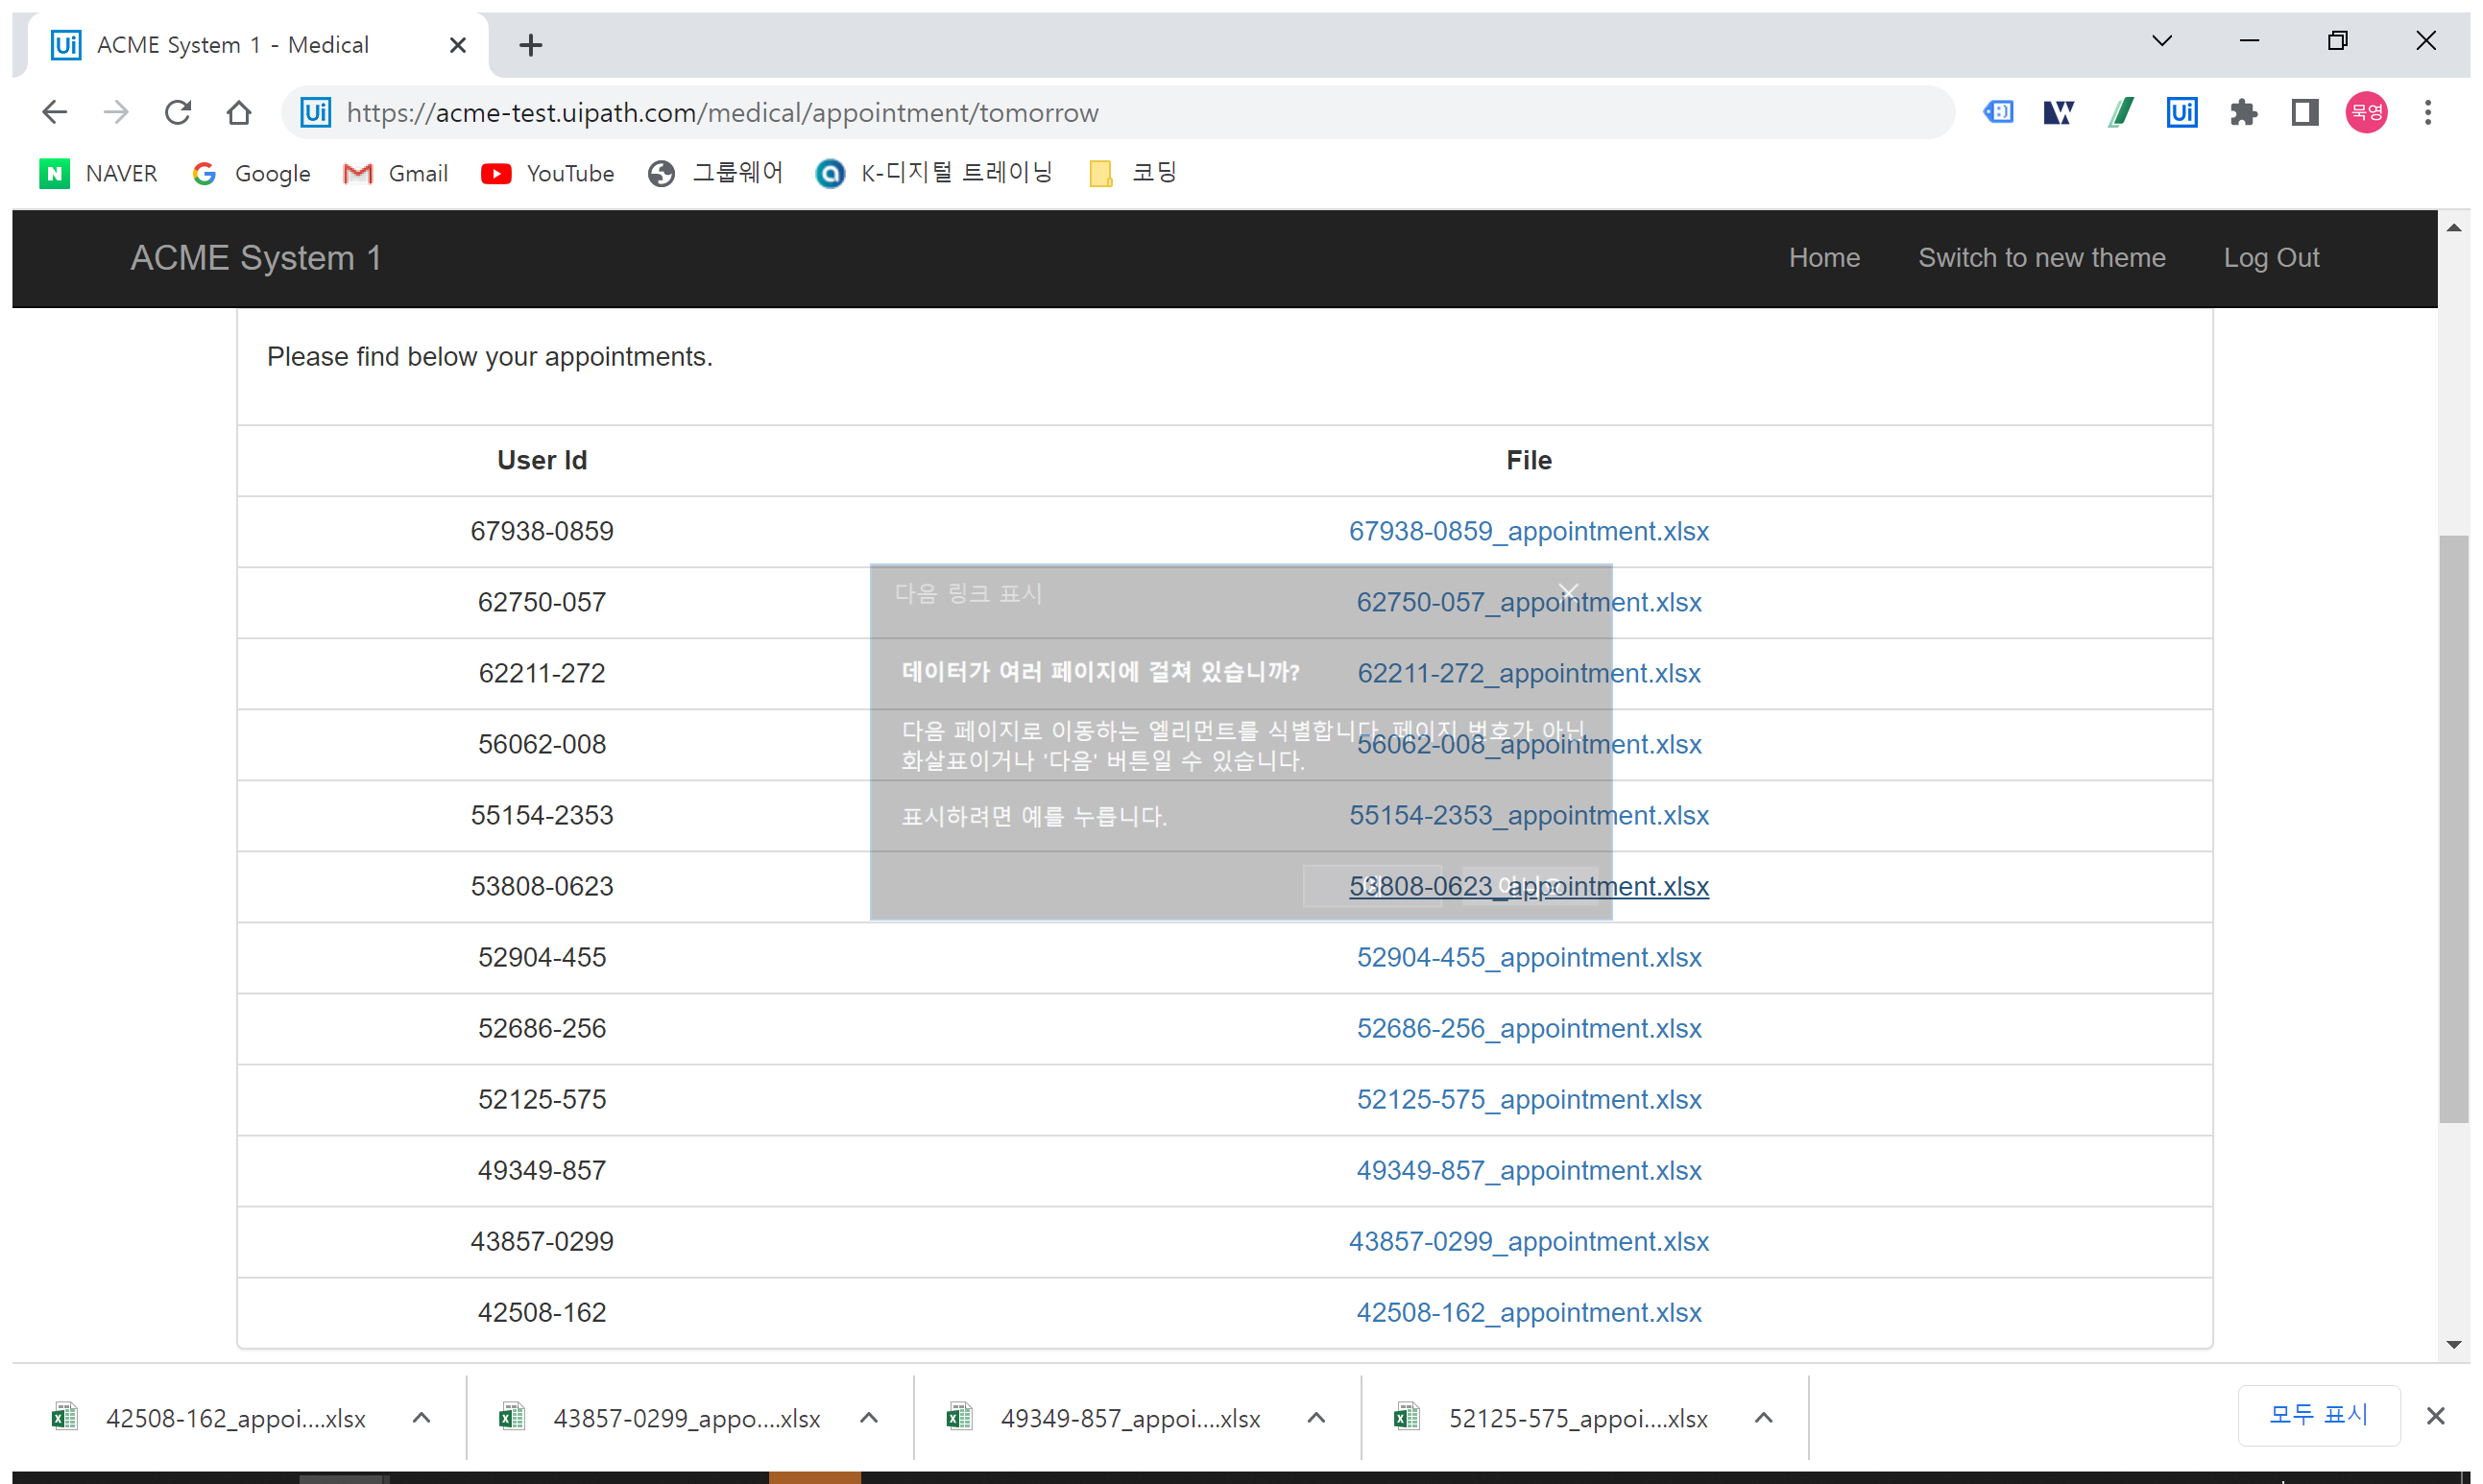 ACME System 1 - Medical
https://acme-test.uipath.com/medical/appointment/tomorrow
묵영
NAVER Google Gmail YouTube 그룹웨어 K-디지털 트레이닝 코딩
ACME System 1 Home Switch to new theme Log Out
Please find below your appointments.
User Id File
67938-0859 67938-0859_appointment.xlsx
다음 링크 표시
62750-057 62750-057_appointment.xlsx
데이터가 여러 페이지에 걸쳐 있습니까?
62211-272 62211-272_appointment.xlsx
다음 페이지로 이동하는 엘리먼트를 식별합니다. 페이지 번호가 아닌
56062-008 56062-008_appointment.xlsx
화살표이거나 '다음' 버튼일 수 있습니다.
표시하려면 예를 누릅니다.
55154-2353 55154-2353_appointment.xlsx
예 아니요
53808-0623 53808-0623_appointment.xlsx
52904-455 52904-455_appointment.xlsx
52686-256 52686-256_appointment.xlsx
52125-575 52125-575_appointment.xlsx
49349-857 49349-857_appointment.xlsx
43857-0299 43857-0299_appointment.xlsx
42508-162 42508-162_appointment.xlsx
42508-162_appoi....xlsx 43857-0299_appo....xlsx 49349-857_appoi....xlsx 52125-575_appoi....xlsx 모두 표시